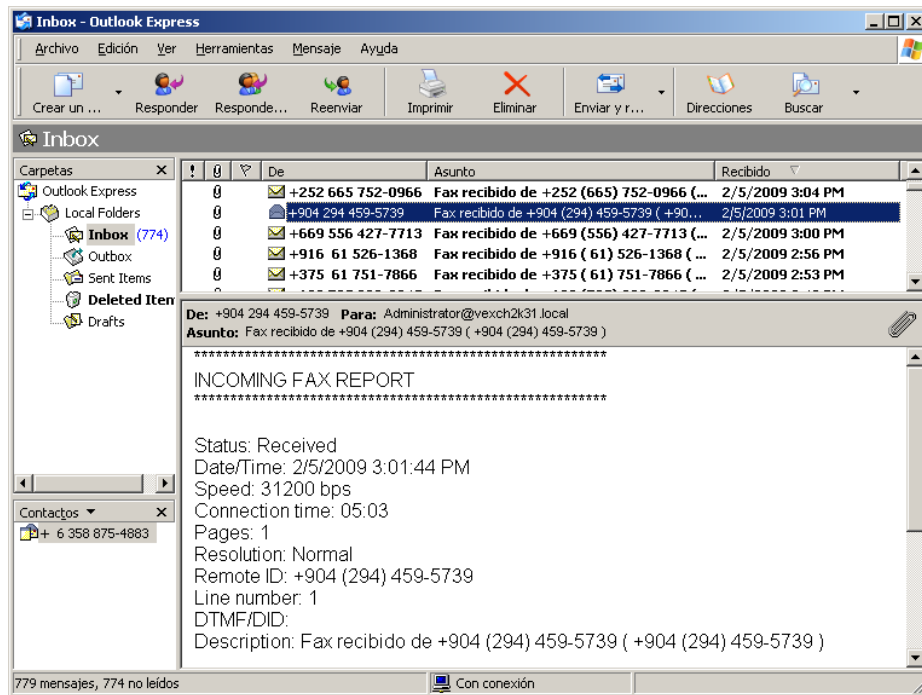 Inbox - Outlook Express
Archivo Edición Ver Herramientas Mensaje Ayuda
Crear un ... Responder Responde... Reenviar Imprimir Eliminar Enviar y r... Direcciones Buscar
Inbox
Carpetas
Outlook Express
Local Folders
Inbox (774)
Outbox
Sent Items
Deleted Iten
Drafts
Contactos
+ 6 358 875-4883
! De Asunto Recibido
+252 665 752-0966 Fax recibido de +252 (665) 752-0966 (... 2/5/2009 3:04 PM
+904 294 459-5739 Fax recibido de +904 (294) 459-5739 ( +90... 2/5/2009 3:01 PM
+669 556 427-7713 Fax recibido de +669 (556) 427-7713 (... 2/5/2009 3:00 PM
+916 61 526-1368 Fax recibido de +916 ( 61) 526-1368 ( ... 2/5/2009 2:56 PM
+375 61 751-7866 Fax recibido de +375 ( 61) 751-7866 ( ... 2/5/2009 2:53 PM
De: +904 294 459-5739 Para: Administrator@vexch2k31.local
Asunto: Fax recibido de +904 (294) 459-5739 ( +904 (294) 459-5739 )
*********************************************************
INCOMING FAX REPORT
*********************************************************
Status: Received
Date/Time: 2/5/2009 3:01:44 PM
Speed: 31200 bps
Connection time: 05:03
Pages: 1
Resolution: Normal
Remote ID: +904 (294) 459-5739
Line number: 1
DTMF/DID:
Description: Fax recibido de +904 (294) 459-5739 ( +904 (294) 459-5739 )
779 mensajes, 774 no leídos Con conexión